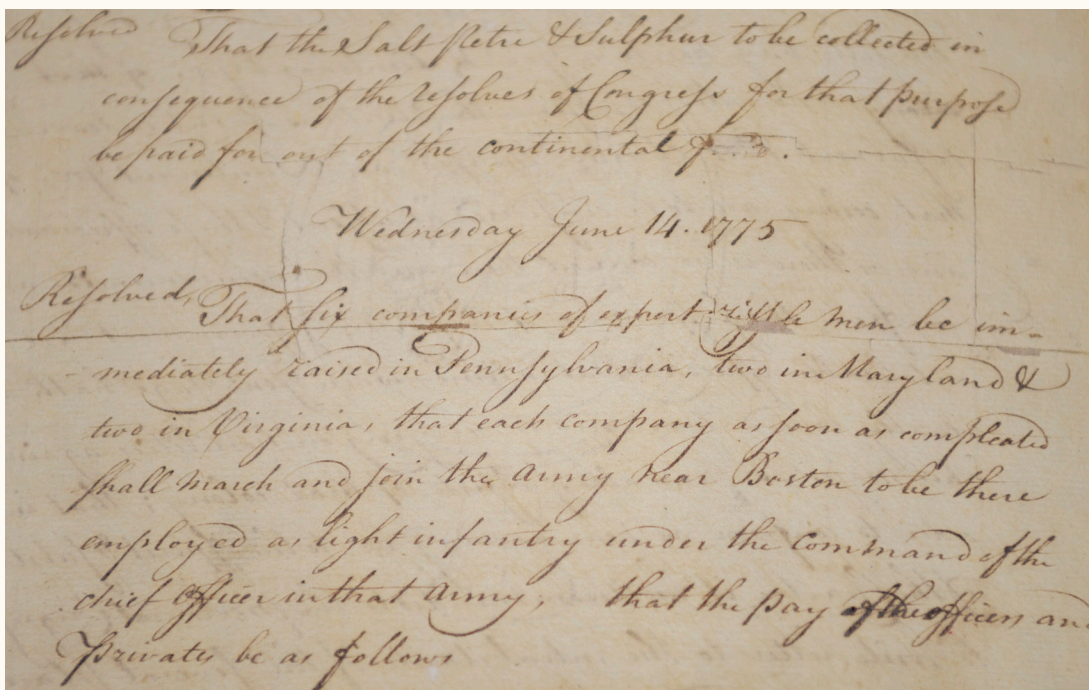 Resolved That the Salt petre & Sulphur to be collected in
consequence of the resolves of Congress for that purpose
be paid for out of the continental
Wednesday June 14. 1775
Resolved, That six companies of expert rifle men be im-
- mediately raised in Pennsylvania, two in Maryland &
two in Virginia, that each company as soon as compleated
shall march and join the army near Boston to be there
employed as light infantry under the command of the
chief officer in that army, that the pay of the officers and
Privates be as follows